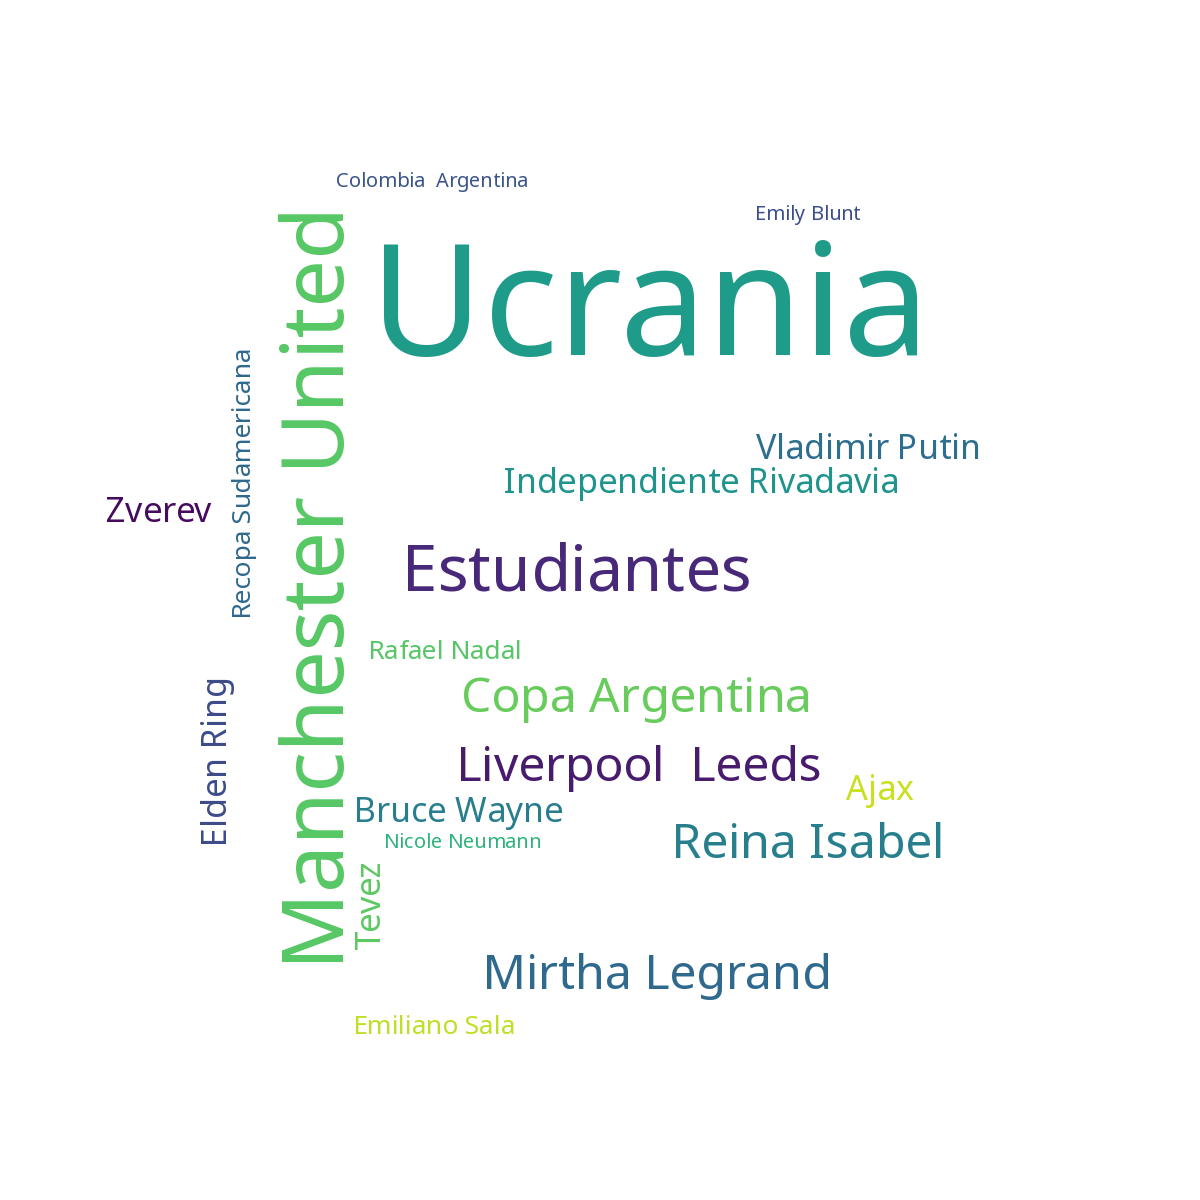 Colombia  Argentina
Emily Blunt
Ucrania
Manchester United
Recopa Sudamericana
Vladimir Putin
Independiente Rivadavia
Zverev
Estudiantes
Rafael Nadal
Copa Argentina
Elden Ring
Liverpool  Leeds
Ajax
Bruce Wayne
Nicole Neumann
Reina Isabel
Tevez
Mirtha Legrand
Emiliano Sala